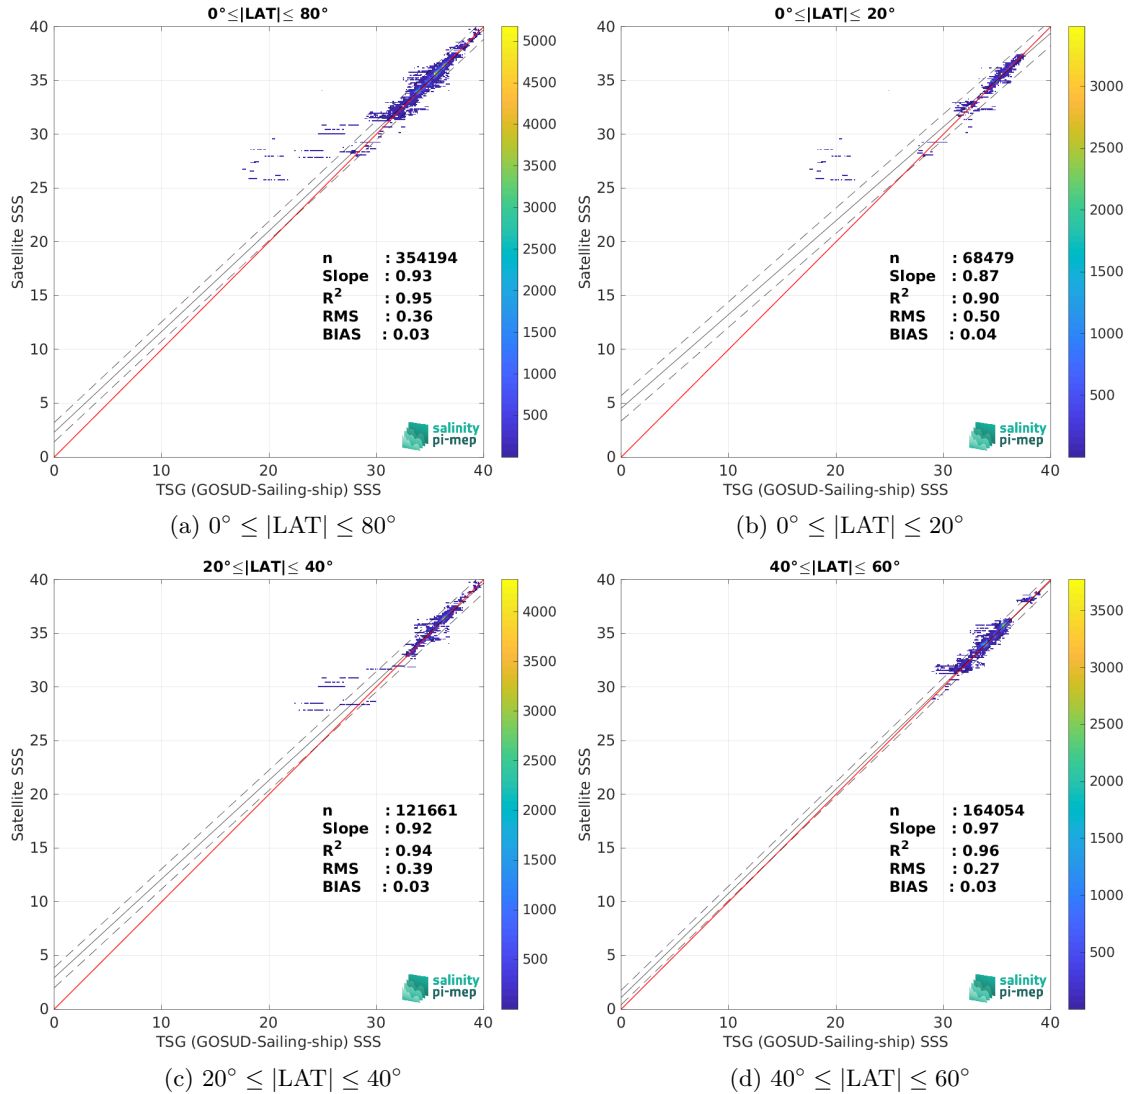 0°≤|LAT|≤ 80°
40
35
30
25
20
15
10
5
0
Satellite SSS
0
10
20
30
40
TSG (GOSUD-Sailing-ship) SSS
n : 354194
Slope : 0.93
R² : 0.95
RMS : 0.36
BIAS : 0.03
salinity
pi-mep
5000
4500
4000
3500
3000
2500
2000
1500
1000
500
(a) 0° ≤ |LAT| ≤ 80°
0°≤|LAT|≤ 20°
40
35
30
25
20
15
10
5
0
Satellite SSS
0
10
20
30
40
TSG (GOSUD-Sailing-ship) SSS
n : 68479
Slope : 0.87
R² : 0.90
RMS : 0.50
BIAS : 0.04
salinity
pi-mep
3000
2500
2000
1500
1000
500
(b) 0° ≤ |LAT| ≤ 20°
20°≤|LAT|≤ 40°
40
35
30
25
20
15
10
5
0
Satellite SSS
0
10
20
30
40
TSG (GOSUD-Sailing-ship) SSS
n : 121661
Slope : 0.92
R² : 0.94
RMS : 0.39
BIAS : 0.03
salinity
pi-mep
4000
3500
3000
2500
2000
1500
1000
500
(c) 20° ≤ |LAT| ≤ 40°
40°≤|LAT|≤ 60°
40
35
30
25
20
15
10
5
0
Satellite SSS
0
10
20
30
40
TSG (GOSUD-Sailing-ship) SSS
n : 164054
Slope : 0.97
R² : 0.96
RMS : 0.27
BIAS : 0.03
salinity
pi-mep
3500
3000
2500
2000
1500
1000
500
(d) 40° ≤ |LAT| ≤ 60°